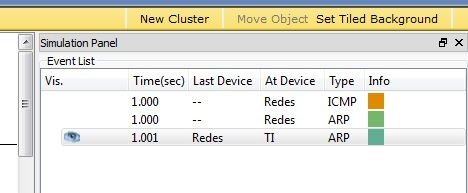 New Cluster Move Object Set Tiled Background
Simulation Panel
Event List
Vis. Time(sec) Last Device At Device Type Info
1.000 -- Redes ICMP
1.000 -- Redes ARP
1.001 Redes TI ARP